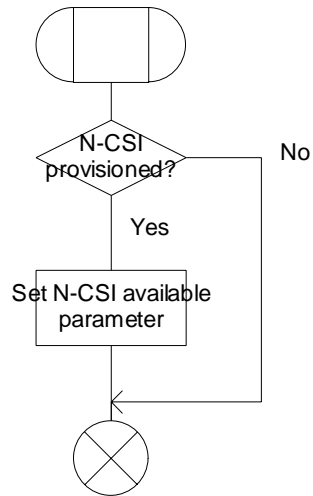 N-CSI
provisioned?
No
Yes
Set N-CSI available
parameter